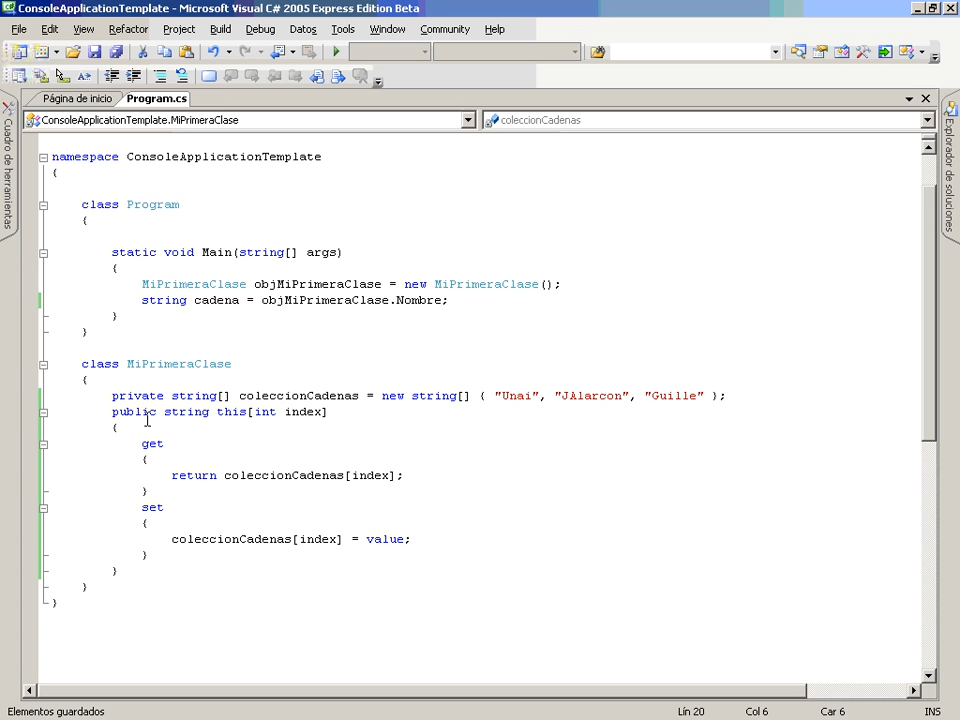 ConsoleApplicationTemplate - Microsoft Visual C# 2005 Express Edition Beta
File Edit View Refactor Project Build Debug Datos Tools Window Community Help
Página de inicio Program.cs
ConsoleApplicationTemplate.MiPrimeraClase coleccionCadenas
Cuadro de herramientas
Explorador de soluciones
namespace ConsoleApplicationTemplate
{
class Program
{
static void Main(string[] args)
{
MiPrimeraClase objMiPrimeraClase = new MiPrimeraClase();
string cadena = objMiPrimeraClase.Nombre;
}
}
class MiPrimeraClase
{
private string[] coleccionCadenas = new string[] { "Unai", "JAlarcon", "Guille" };
public string this[int index]
{
get
{
return coleccionCadenas[index];
}
set
{
coleccionCadenas[index] = value;
}
}
}
}
Elementos guardados Lín 20 Col 6 Car 6 INS